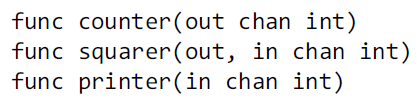 func counter(out chan int)
func squarer(out, in chan int)
func printer(in chan int)